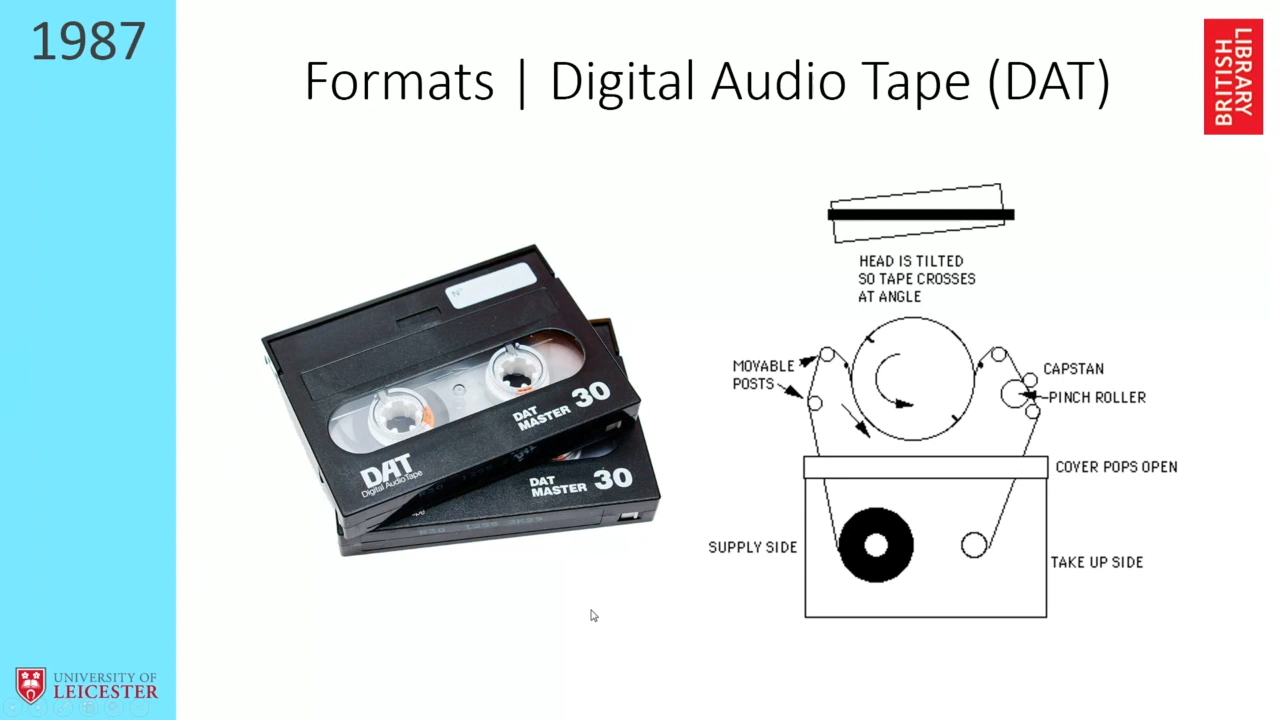 1987
Formats | Digital Audio Tape (DAT)
LIBRARY
BRITISH
HEAD IS TILTED
SO TAPE CROSSES
AT ANGLE
MOVABLE
POSTS
CAPSTAN
PINCH ROLLER
COVER POPS OPEN
SUPPLY SIDE
TAKE UP SIDE
DAT
MASTER 30
DAT
Digital AudioTape
DAT
MASTER 30
UNIVERSITY OF
LEICESTER